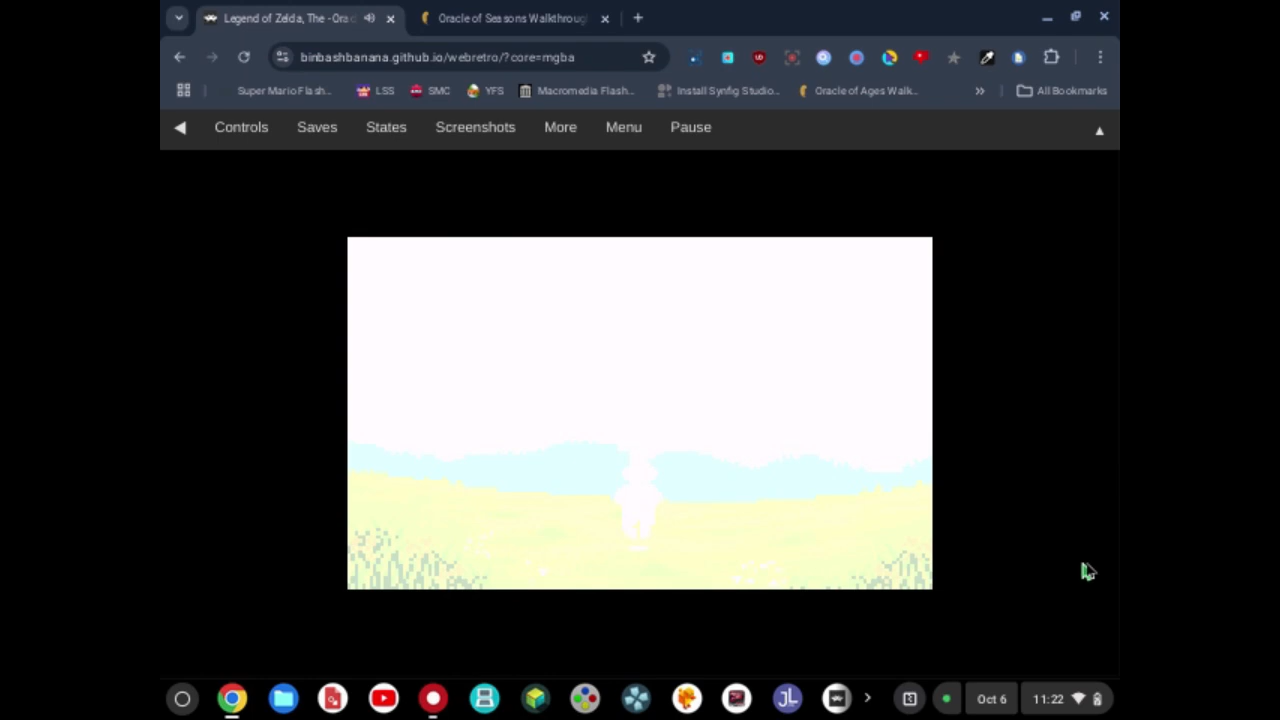 Legend of Zelda, The - Orac
Oracle of Seasons Walkthroug
binbashbanana.github.io/webretro/?core=mgba
Super Mario Flash...
LSS
SMC
YFS
Macromedia Flash...
Install Synfig Studio...
Oracle of Ages Walk...
All Bookmarks
Controls
Saves
States
Screenshots
More
Menu
Pause
JL
Oct 6
11:22